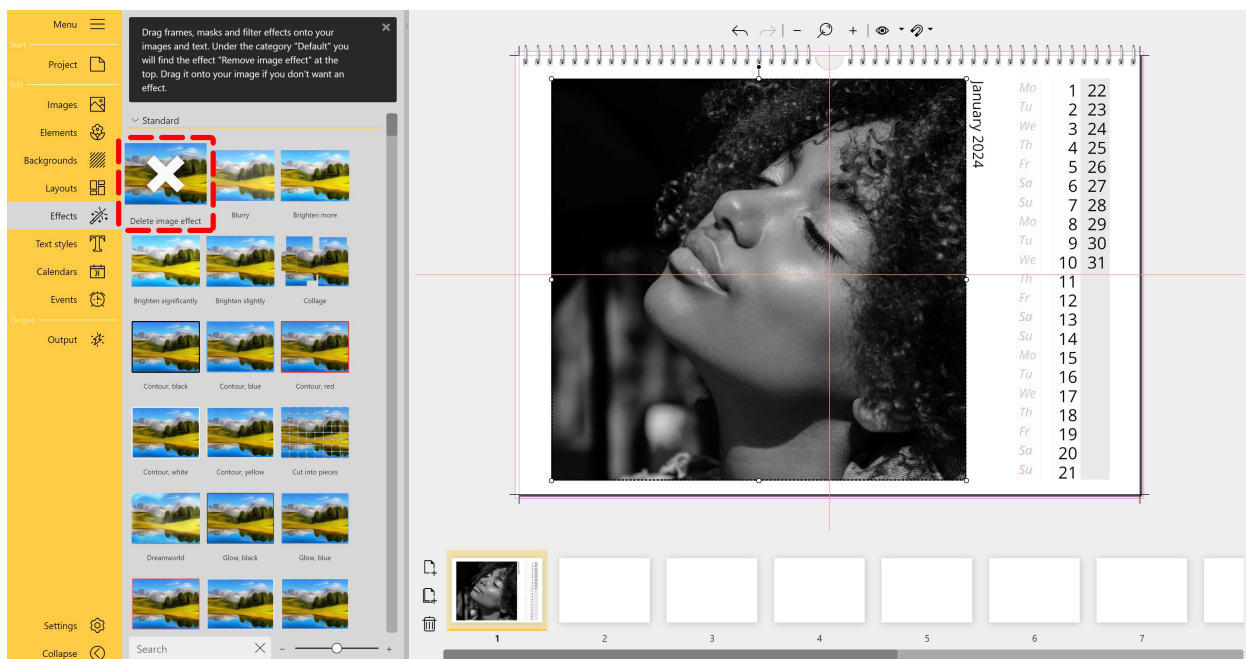 Menu
Start
Project
Edit
Images
Elements
Backgrounds
Layouts
Effects
Text styles
Calendars
31
Events
Output
Output
Settings
Collapse
Drag frames, masks and filter effects onto your
images and text. Under the category "Default" you
will find the effect "Remove image effect" at the
top. Drag it onto your image if you don't want an
effect.
Standard
Delete image effect
Blurry
Brighten more
Brighten significantly
Brighten slightly
Collage
Contour, black
Contour, blue
Contour, red
Contour, white
Contour, yellow
Cut into pieces
Dreamworld
Glow, black
Glow, blue
Search
January 2024
Mo 1 22
Tu 2 23
We 3 24
Th 4 25
Fr 5 26
Sa 6 27
Su 7 28
Mo 8 29
Tu 9 30
We 10 31
Th 11
Fr 12
Sa 13
Su 14
Mo 15
Tu 16
We 17
Th 18
Fr 19
Sa 20
Su 21
1
2
3
4
5
6
7